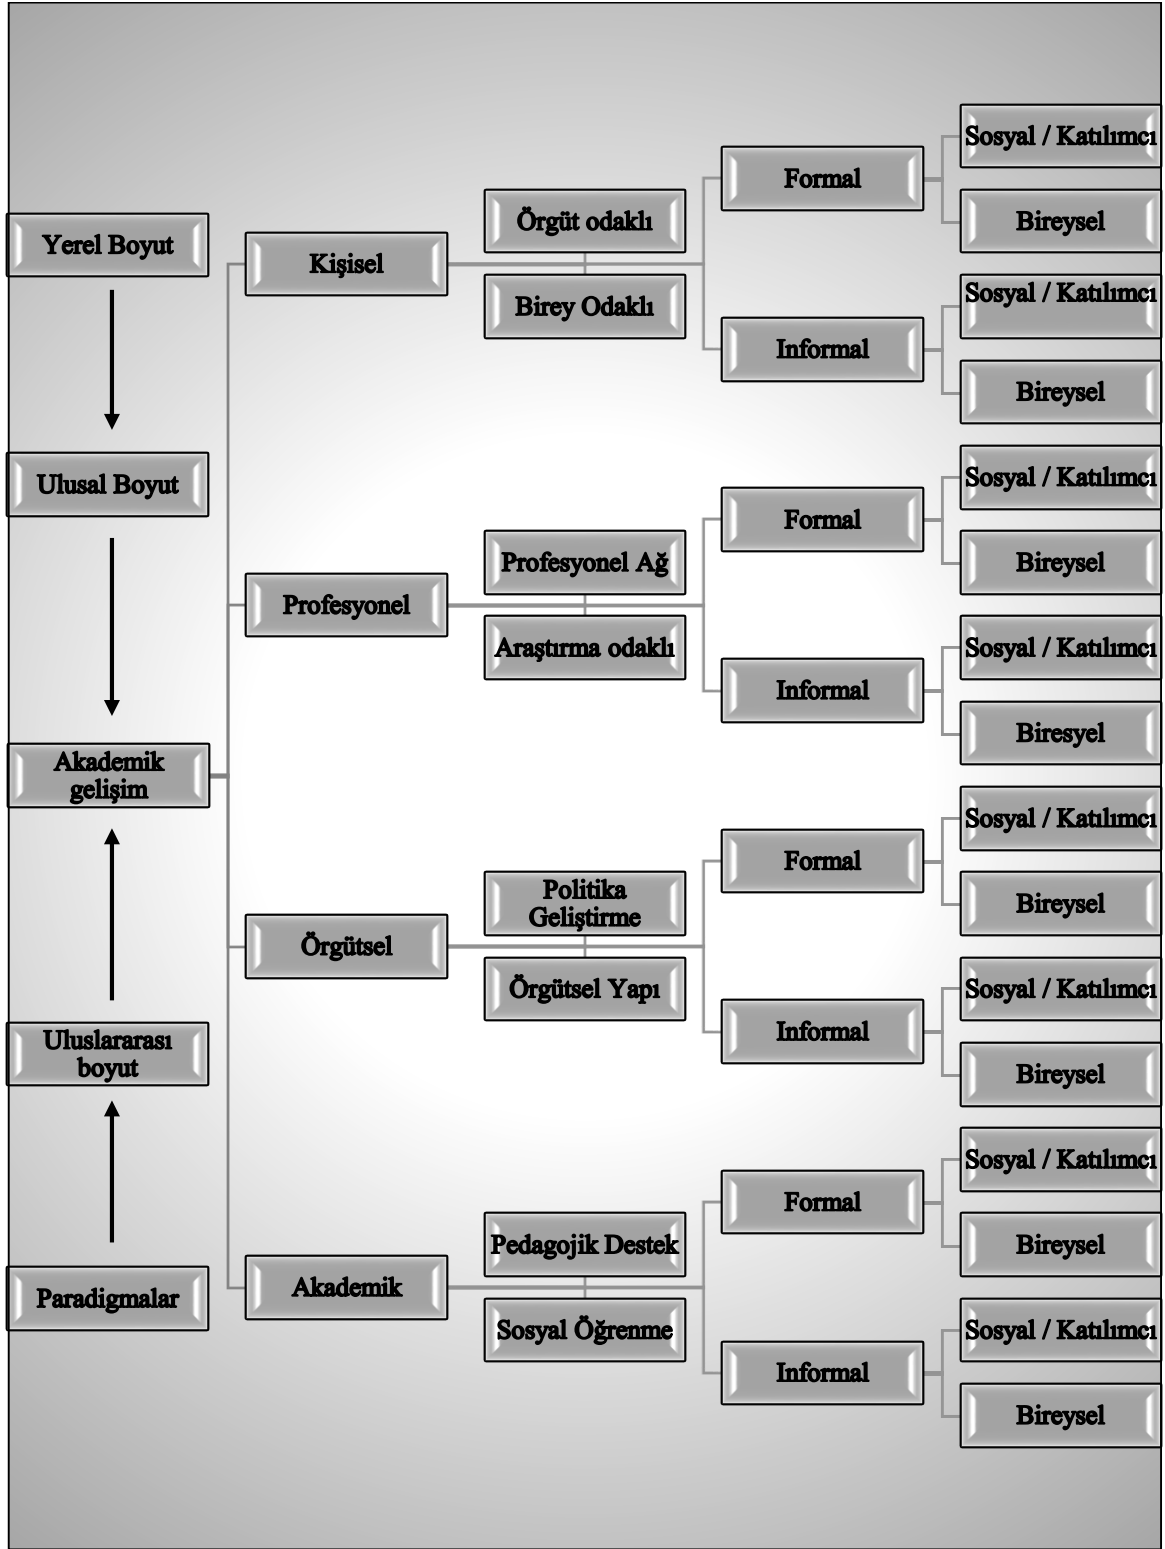 Yerel Boyut
Ulusal Boyut
Akademik
gelişim
Uluslararası
boyut
Paradigmalar
Kişisel
Örgüt odaklı
Birey Odaklı
Formal
Sosyal / Katılımcı
Bireysel
Informal
Sosyal / Katılımcı
Bireysel
Profesyonel
Profesyonel Ağ
Araştırma odaklı
Formal
Sosyal / Katılımcı
Bireysel
Informal
Sosyal / Katılımcı
Biresyel
Örgütsel
Politika
Geliştirme
Örgütsel Yapı
Formal
Sosyal / Katılımcı
Bireysel
Informal
Sosyal / Katılımcı
Bireysel
Akademik
Pedagojik Destek
Sosyal Öğrenme
Formal
Sosyal / Katılımcı
Bireysel
Informal
Sosyal / Katılımcı
Bireysel